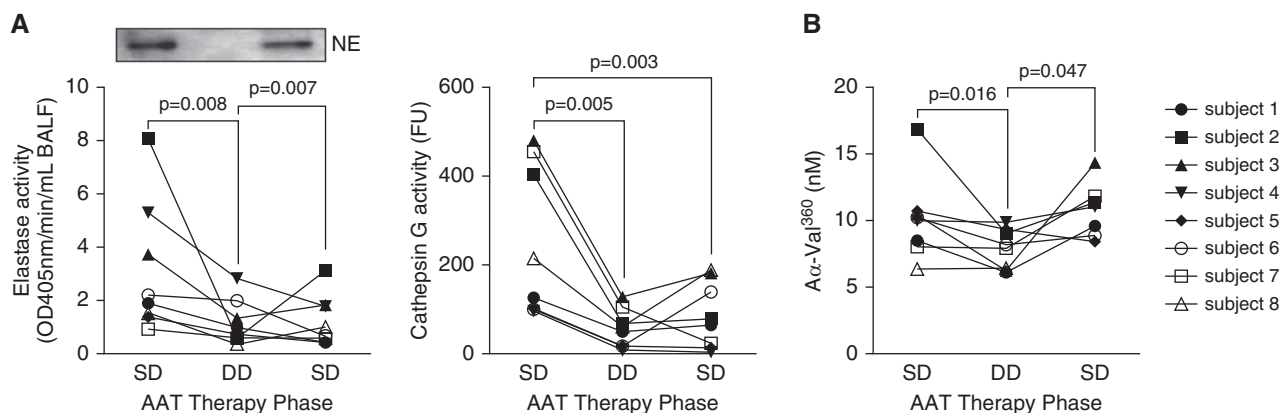 A
NE
Elastase activity
(OD405nm/min/mL BALF)
10
8
6
4
2
0
p=0.008
p=0.007
SD
DD
SD
AAT Therapy Phase
Cathepsin G activity (FU)
600
400
200
0
p=0.003
p=0.005
SD
DD
SD
AAT Therapy Phase
B
Aα-Val³⁶⁰ (nM)
20
15
10
5
0
p=0.016
p=0.047
SD
DD
SD
AAT Therapy Phase
subject 1
subject 2
subject 3
subject 4
subject 5
subject 6
subject 7
subject 8